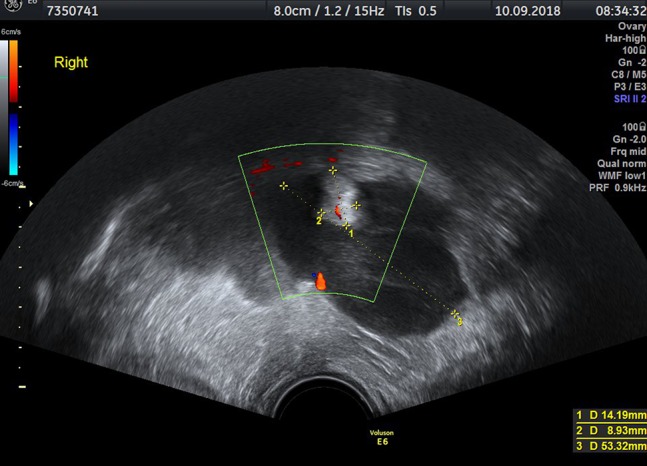 E6
7350741
8.0cm / 1.2 / 15Hz TIs 0.5
10.09.2018 08:34:32
6cm/s
-6cm/s
Right
Ovary
Har-high
100
Gn -2
C8 / M5
P3 / E3
SRI II 2
100
Gn -2.0
Frq mid
Qual norm
WMF low1
PRF 0.9kHz
2
1
3
Voluson
E6
1 D 14.19mm
2 D 8.93mm
3 D 53.32mm